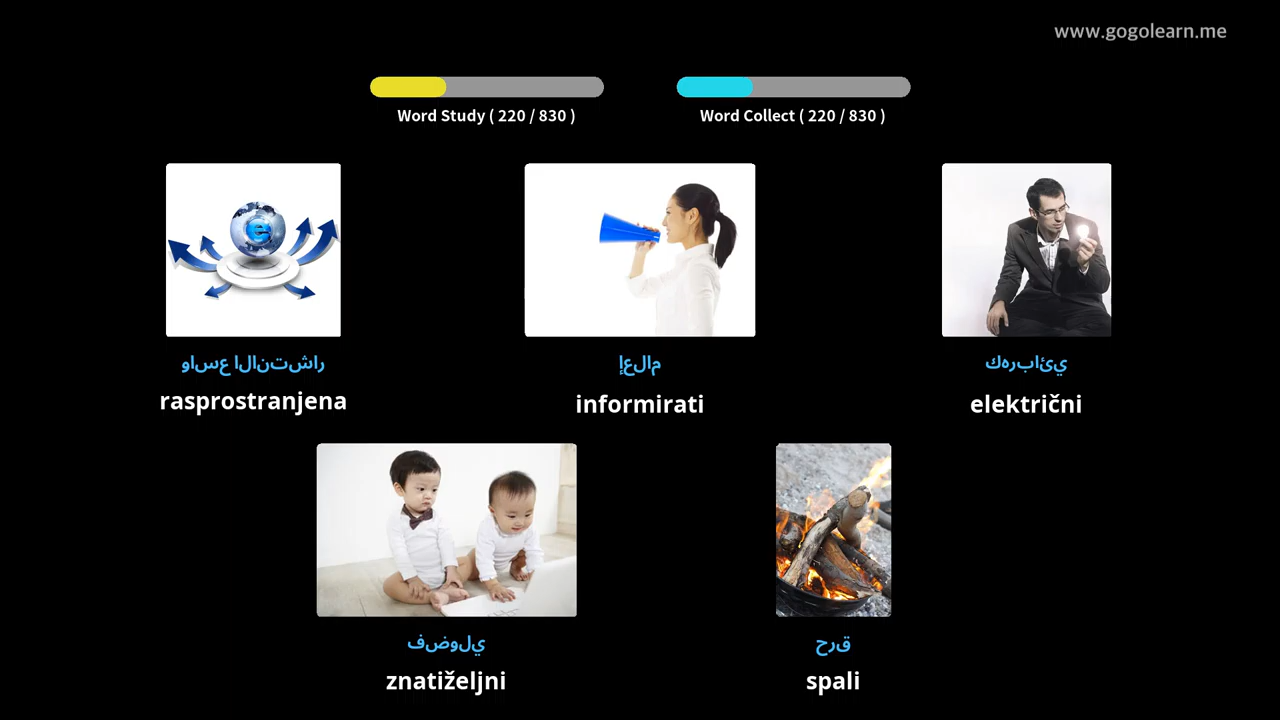 www.gogolearn.me
Word Study ( 220 / 830 )
Word Collect ( 220 / 830 )
واسع الانتشار
rasprostranjena
إعلام
informirati
كهربائي
električni
فضولي
znatiželjni
حرق
spali